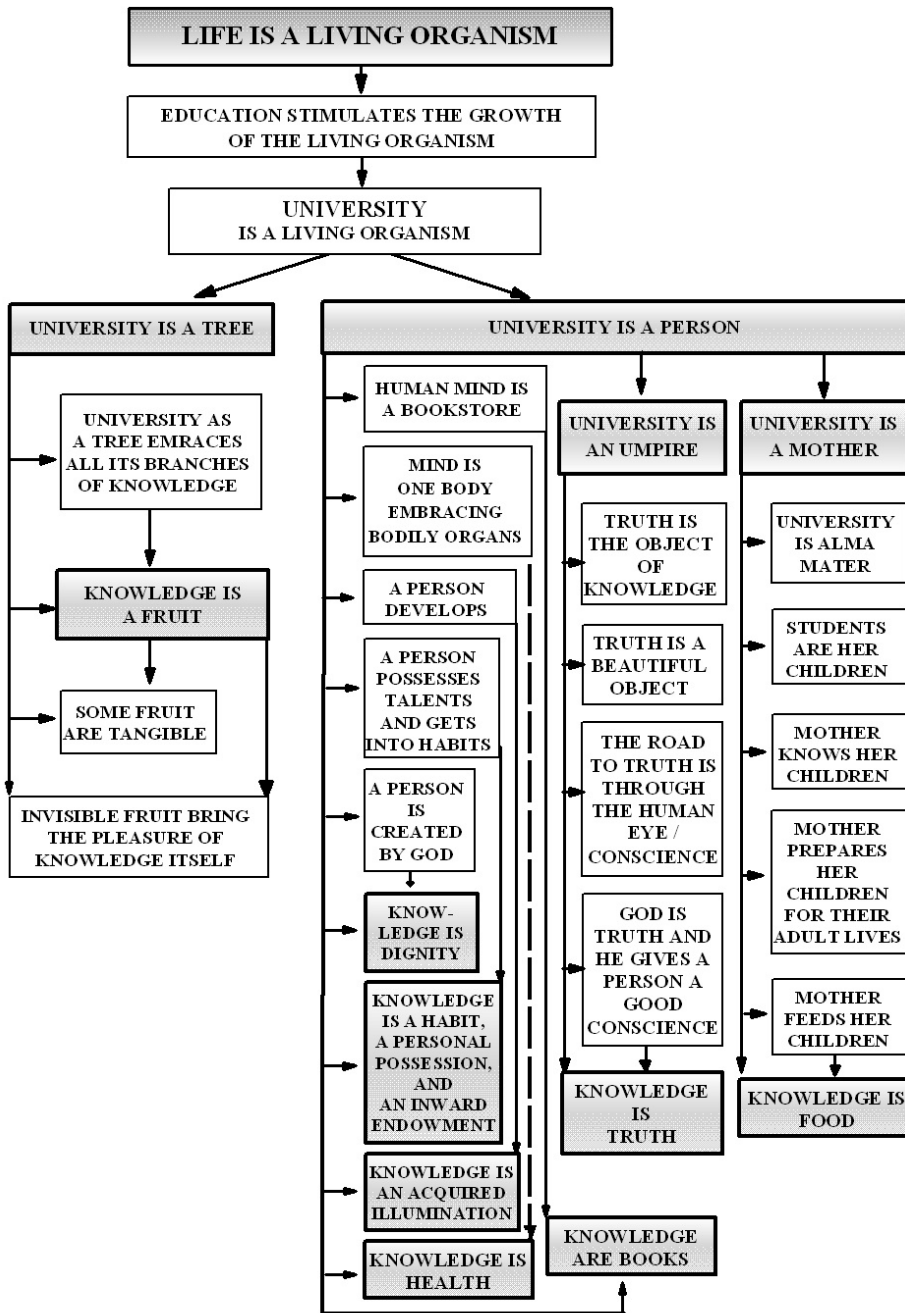 LIFE IS A LIVING ORGANISM
EDUCATION STIMULATES THE GROWTH
OF THE LIVING ORGANISM
UNIVERSITY
IS A LIVING ORGANISM
UNIVERSITY IS A TREE
UNIVERSITY AS
A TREE EMRACES
ALL ITS BRANCHES
OF KNOWLEDGE
KNOWLEDGE IS
A FRUIT
SOME FRUIT
ARE TANGIBLE
INVISIBLE FRUIT BRING
THE PLEASURE OF
KNOWLEDGE ITSELF
UNIVERSITY IS A PERSON
HUMAN MIND IS
A BOOKSTORE
MIND IS
ONE BODY
EMBRACING
BODILY ORGANS
A PERSON
DEVELOPS
A PERSON
POSSESSES
TALENTS
AND GETS
INTO HABITS
A PERSON
IS
CREATED
BY GOD
KNOW-
LEDGE IS
DIGNITY
KNOWLEDGE
IS A HABIT,
A PERSONAL
POSSESSION,
AND
AN INWARD
ENDOWMENT
KNOWLEDGE IS
AN ACQUIRED
ILLUMINATION
KNOWLEDGE IS
HEALTH
KNOWLEDGE
ARE BOOKS
UNIVERSITY IS
AN UMPIRE
TRUTH IS
THE OBJECT
OF
KNOWLEDGE
TRUTH IS A
BEAUTIFUL
OBJECT
THE ROAD
TO TRUTH IS
THROUGH
THE HUMAN
EYE /
CONSCIENCE
GOD IS
TRUTH AND
HE GIVES A
PERSON A
GOOD
CONSCIENCE
KNOWLEDGE
IS
TRUTH
UNIVERSITY IS
A MOTHER
UNIVERSITY
IS ALMA
MATER
STUDENTS
ARE HER
CHILDREN
MOTHER
KNOWS HER
CHILDREN
MOTHER
PREPARES
HER
CHILDREN
FOR THEIR
ADULT LIVES
MOTHER
FEEDS HER
CHILDREN
KNOWLEDGE IS
FOOD